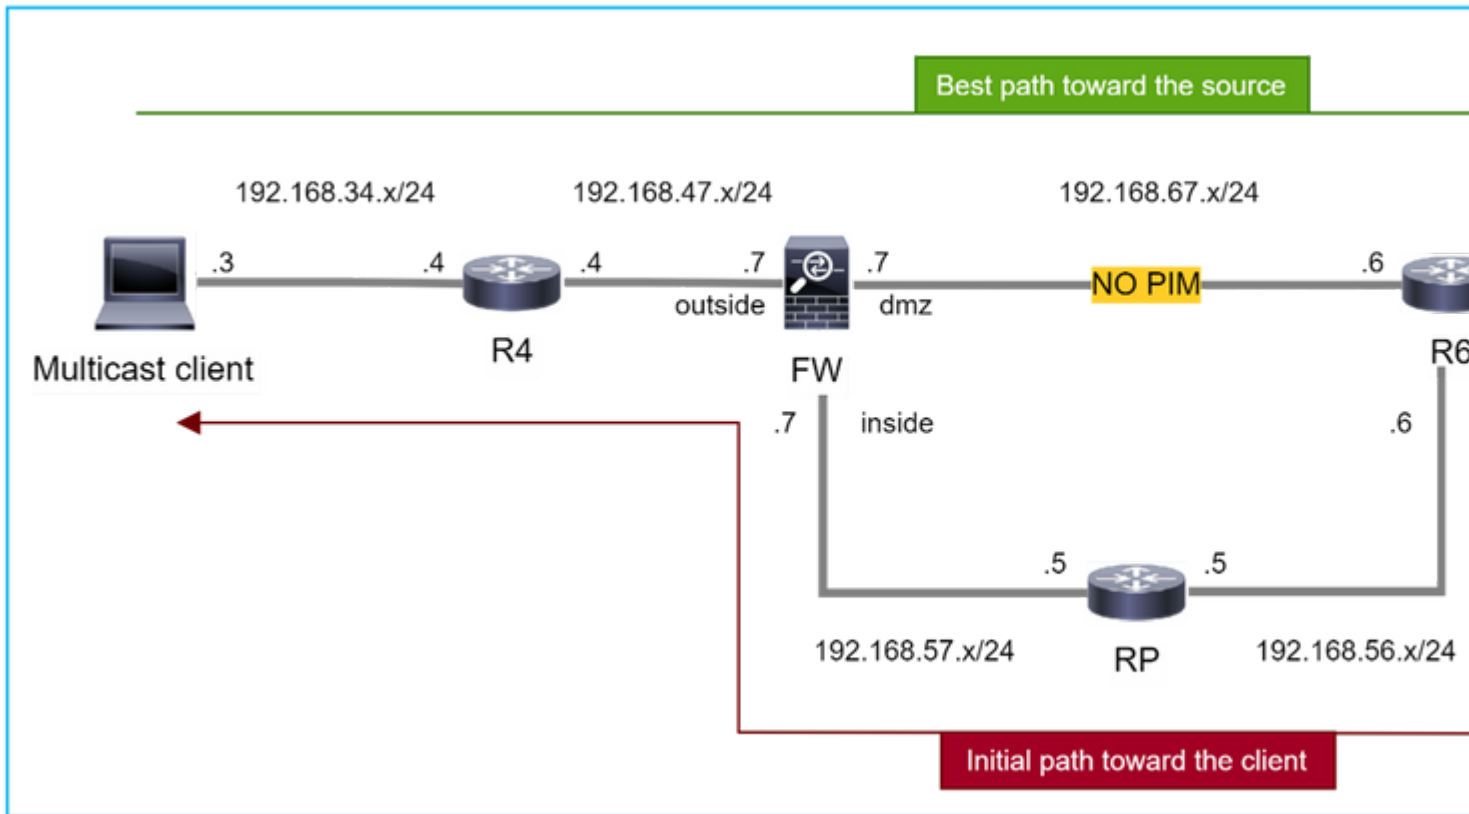 Best path toward the source
192.168.34.x/24
192.168.47.x/24
192.168.67.x/24
.3
.4
.4
.7
.7
.6
outside
dmz
NO PIM
R4
R6
Multicast client
FW
.7
inside
.6
.5
.5
192.168.57.x/24
RP
192.168.56.x/24
Initial path toward the client